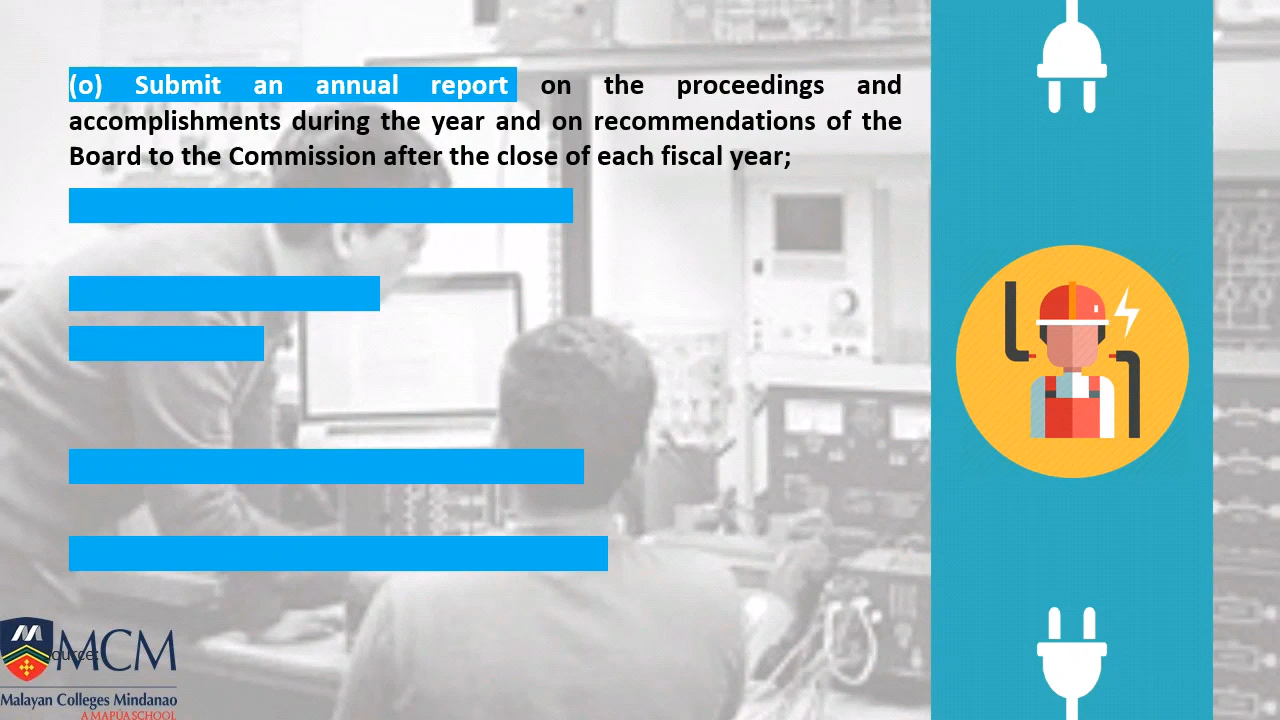 (o) Submit an annual report on the proceedings and
accomplishments during the year and on recommendations of the
Board to the Commission after the close of each fiscal year;
MCM
Malayan Colleges Mindanao
A MAPÚA SCHOOL